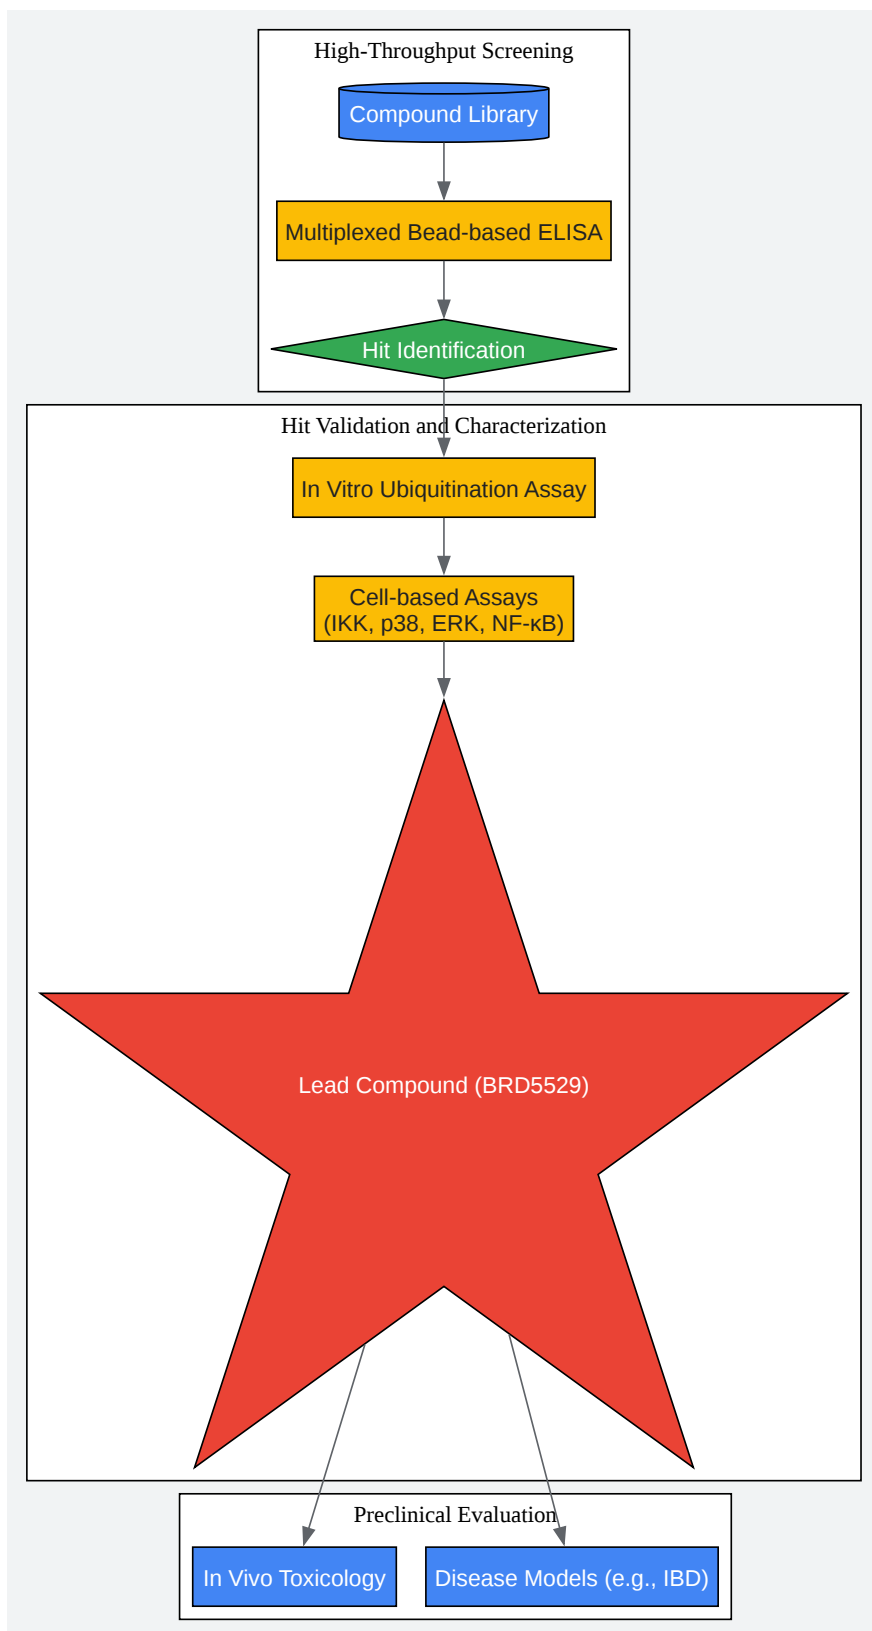 High-Throughput Screening
Compound Library
Multiplexed Bead-based ELISA
Hit Identification
Hit Validation and Characterization
In Vitro Ubiquitination Assay
Cell-based Assays
(IKK, p38, ERK, NF-κB)
Lead Compound (BRD5529)
Preclinical Evaluation
In Vivo Toxicology
Disease Models (e.g., IBD)